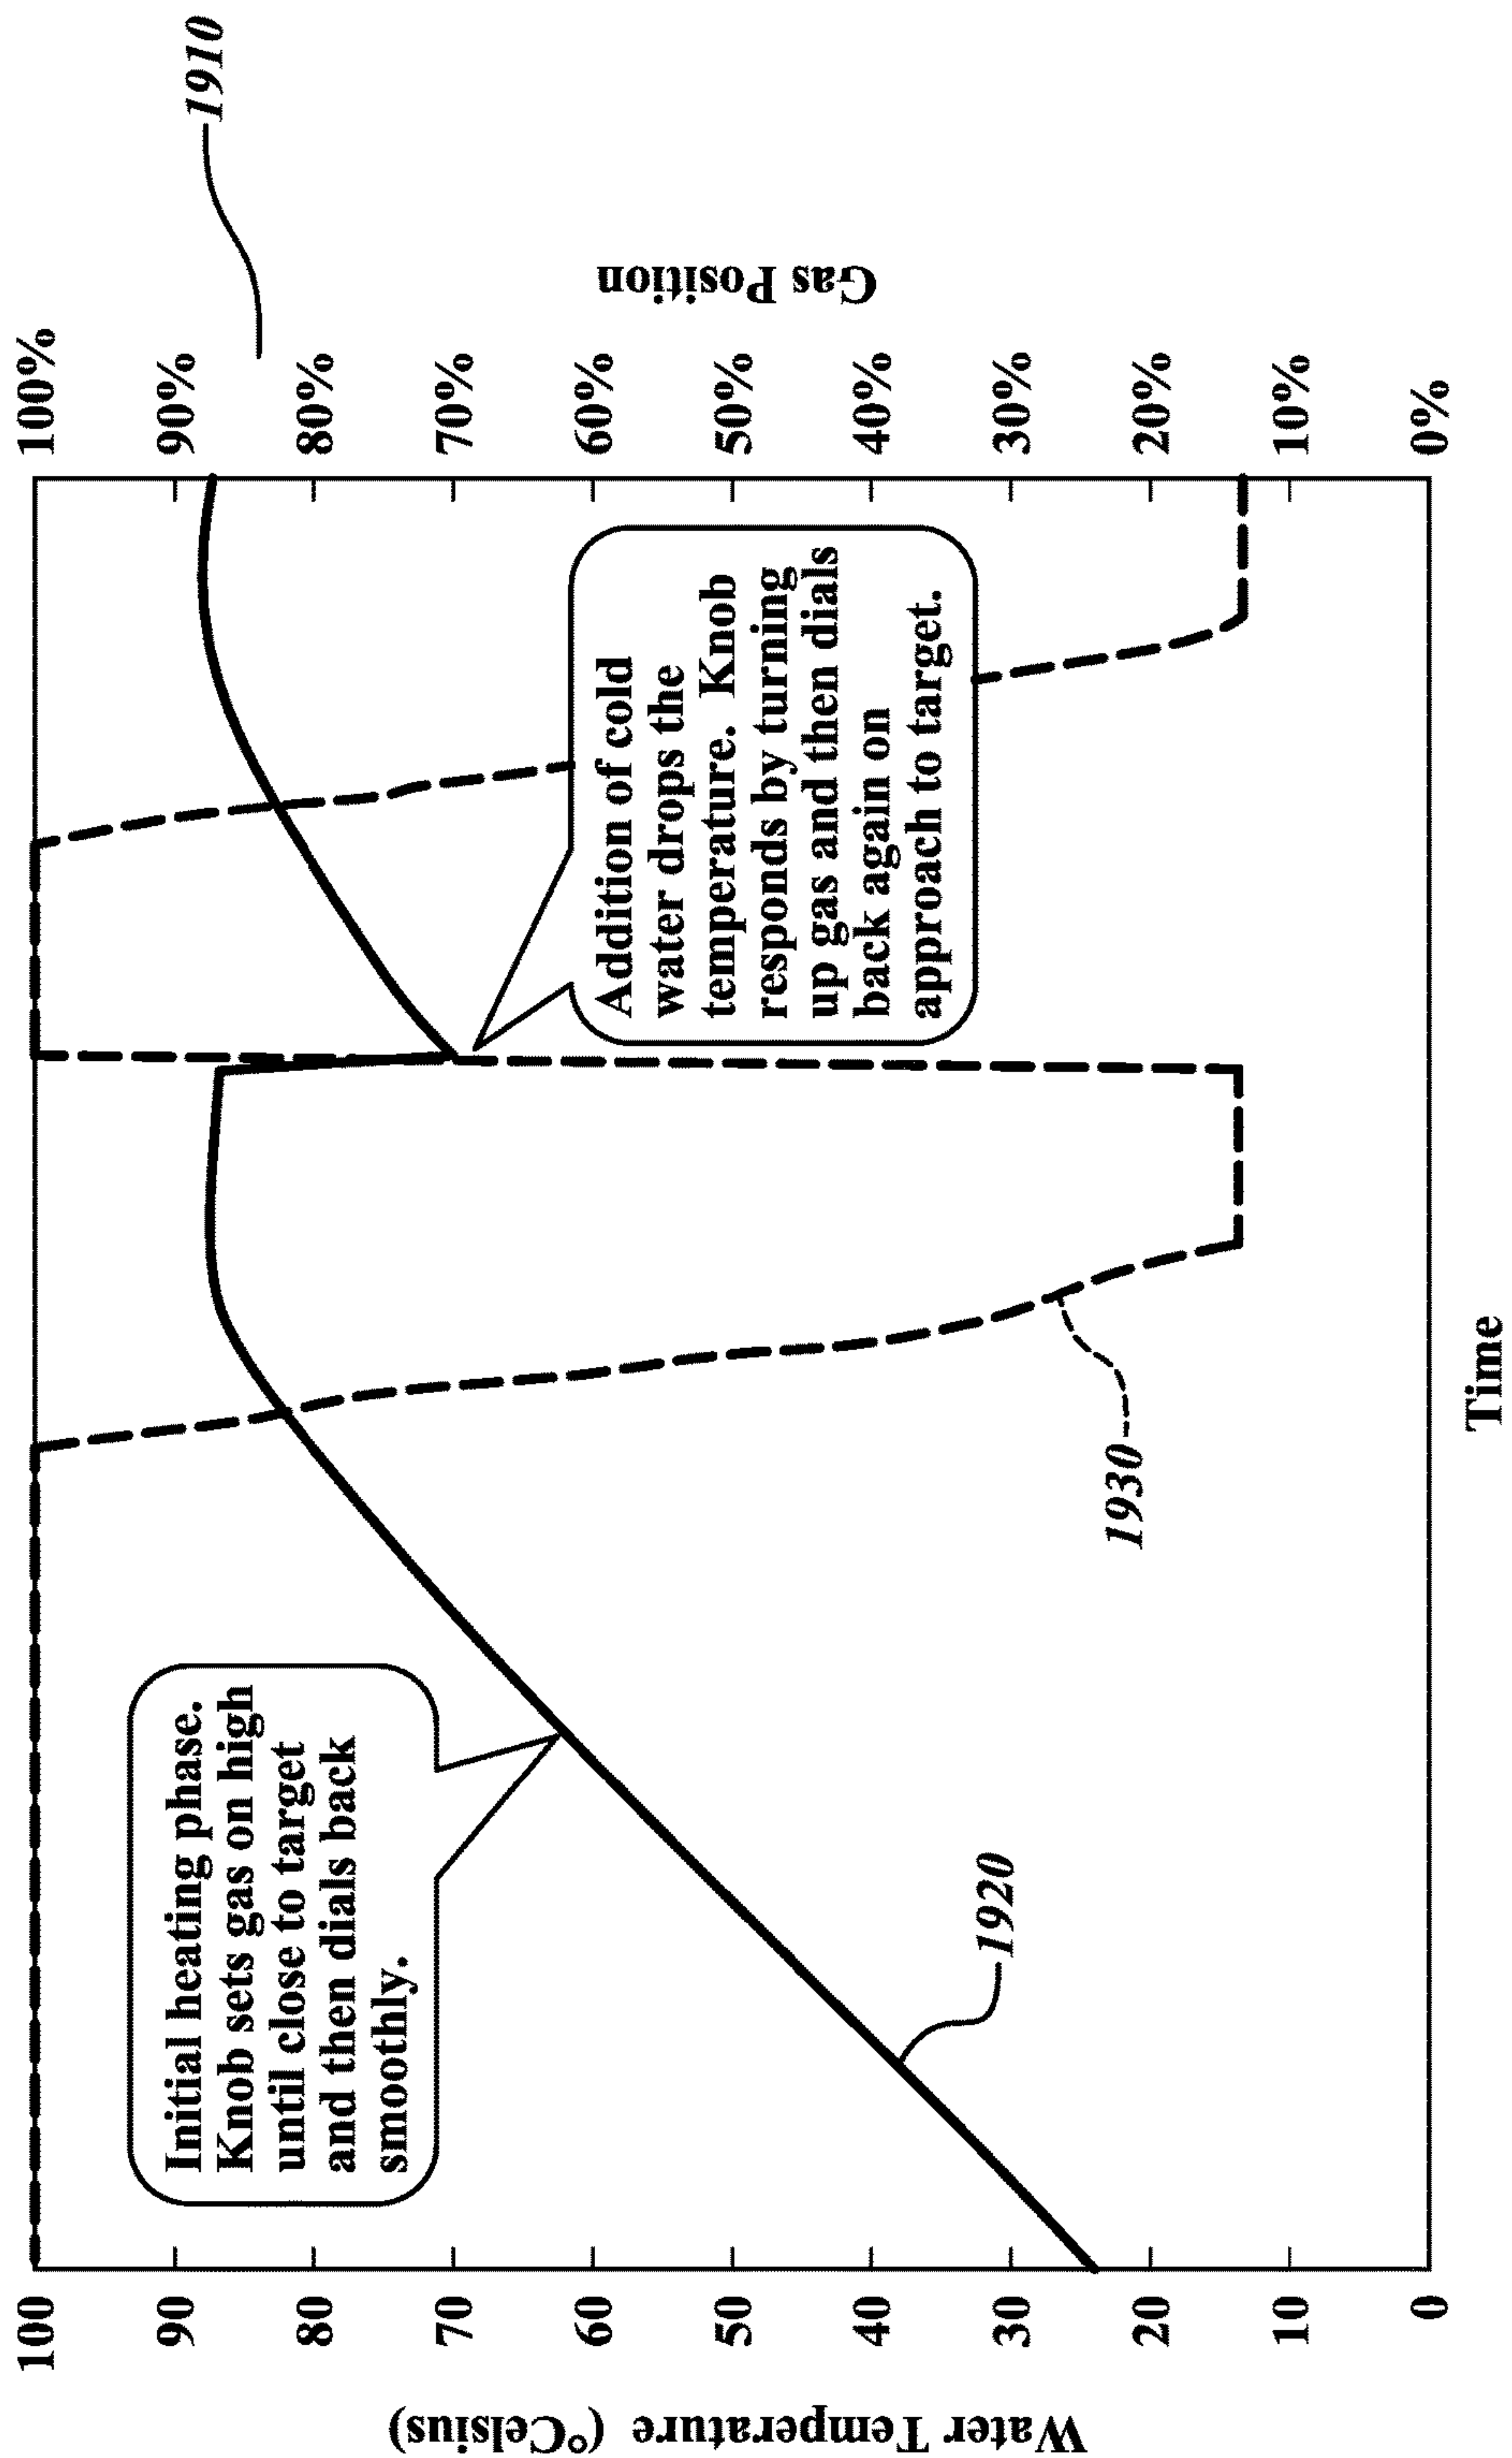 1910
Water Temperature (°Celsius)
100
90
80
70
60
50
40
30
20
10
0
Initial heating phase.
Knob sets gas on high
until close to target
and then dials back
smoothly.
Addition of cold
water drops the
temperature. Knob
responds by turning
up gas and then dials
back again on
approach to target.
1920
1930
100%
90%
80%
70%
60%
50%
40%
30%
20%
10%
0%
Gas Position
Time